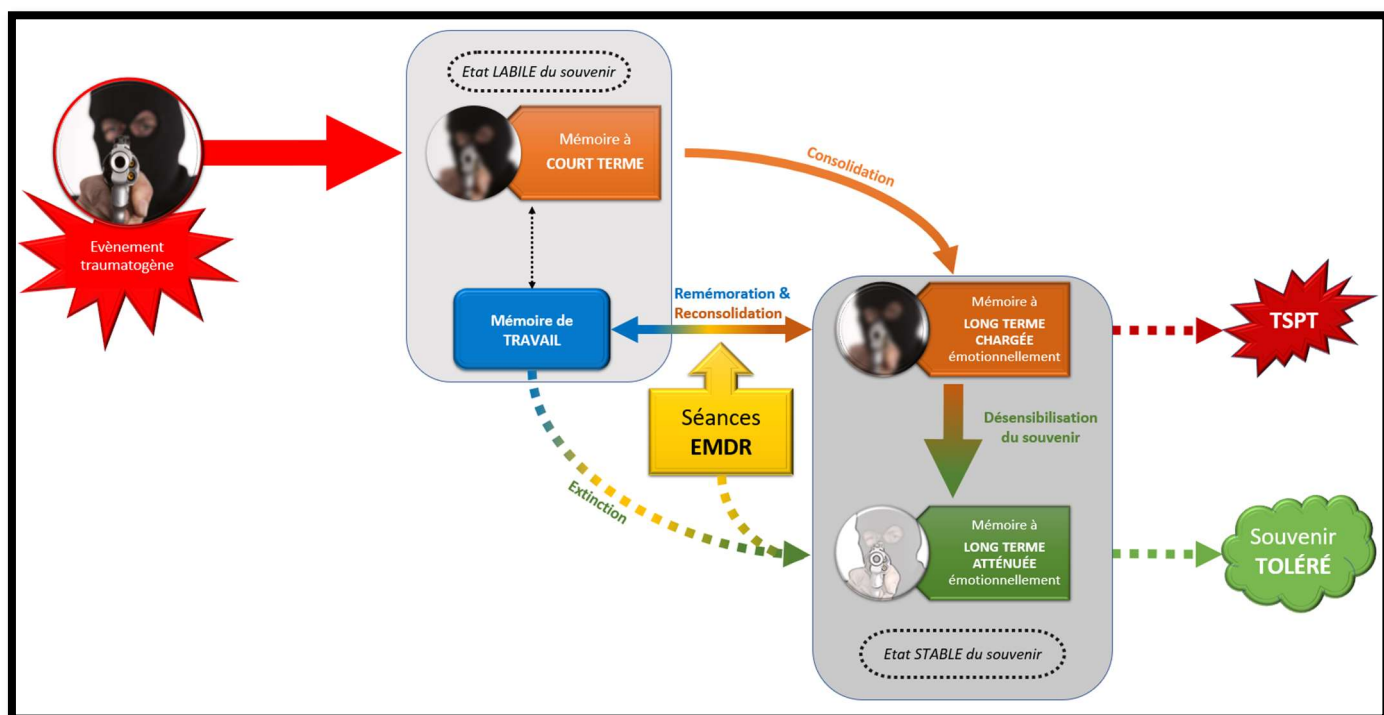 Etat LABILE du souvenir
Mémoire à
COURT TERME
Consolidation
Evènement
traumatogène
Mémoire de
TRAVAIL
Remémoration &
Reconsolidation
Mémoire à
LONG TERME
CHARGÉE
émotionnellement
TSPT
Séances
EMDR
Désensibilisation
du souvenir
Extinction
Mémoire à
LONG TERME
ATTÉNUÉE
émotionnellement
Souvenir
TOLÉRÉ
Etat STABLE du souvenir